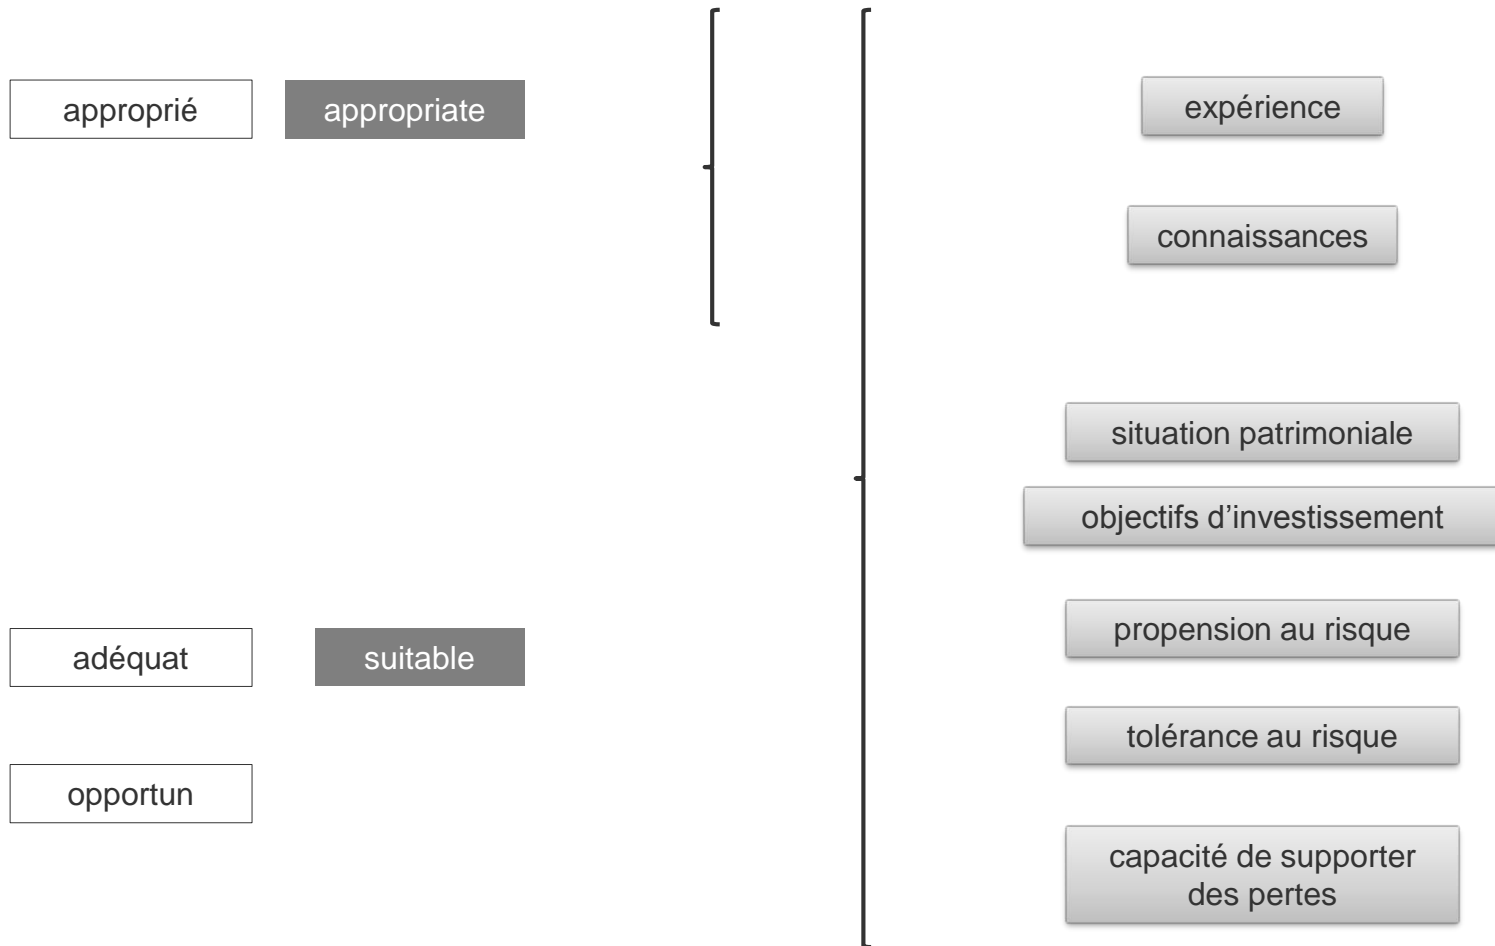 approprié
appropriate
expérience
connaissances
situation patrimoniale
objectifs d’investissement
propension au risque
adéquat
suitable
tolérance au risque
opportun
capacité de supporter
des pertes